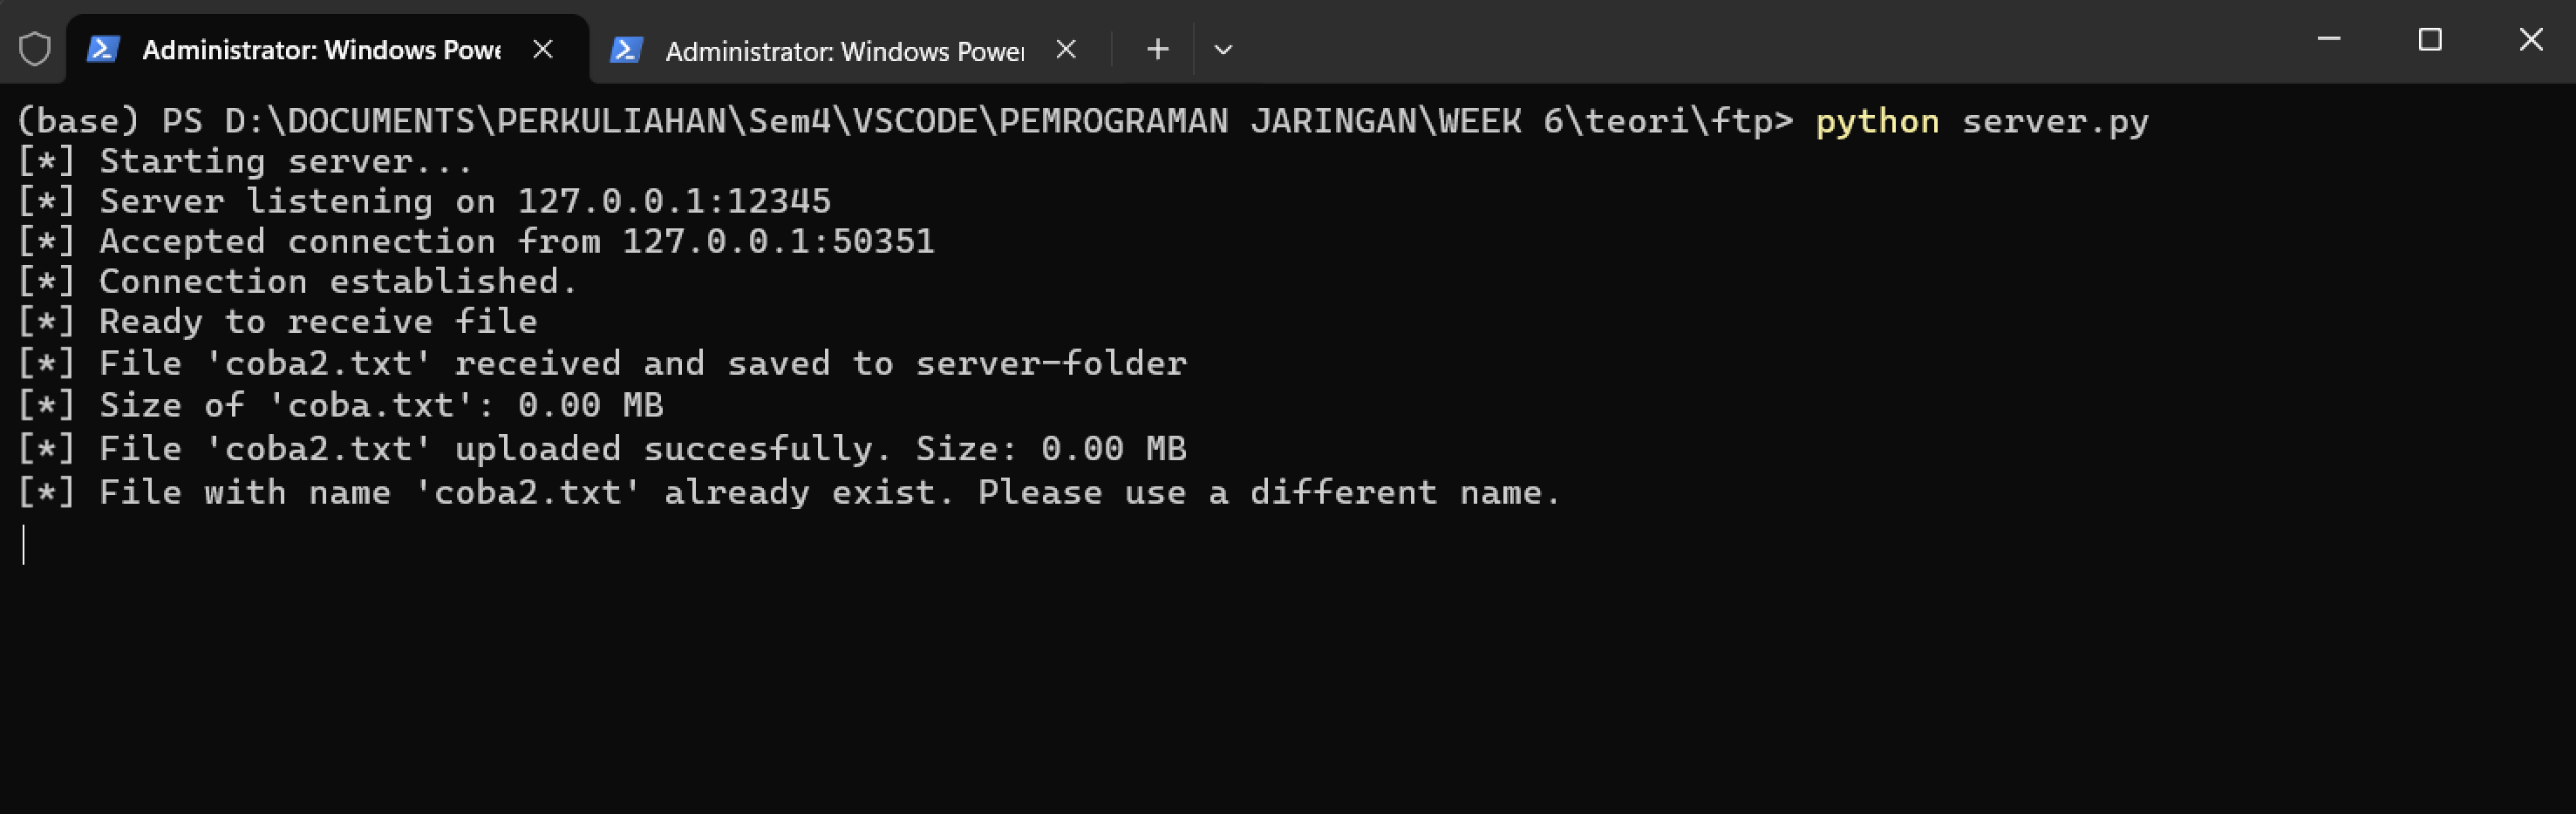 Administrator: Windows Powe
Administrator: Windows Power
(base) PS D:\DOCUMENTS\PERKULIAHAN\Sem4\VSCODE\PEMROGRAMAN JARINGAN\WEEK 6\teori\ftp> python server.py
[*] Starting server...
[*] Server listening on 127.0.0.1:12345
[*] Accepted connection from 127.0.0.1:50351
[*] Connection established.
[*] Ready to receive file
[*] File 'coba2.txt' received and saved to server-folder
[*] Size of 'coba.txt': 0.00 MB
[*] File 'coba2.txt' uploaded succesfully. Size: 0.00 MB
[*] File with name 'coba2.txt' already exist. Please use a different name.